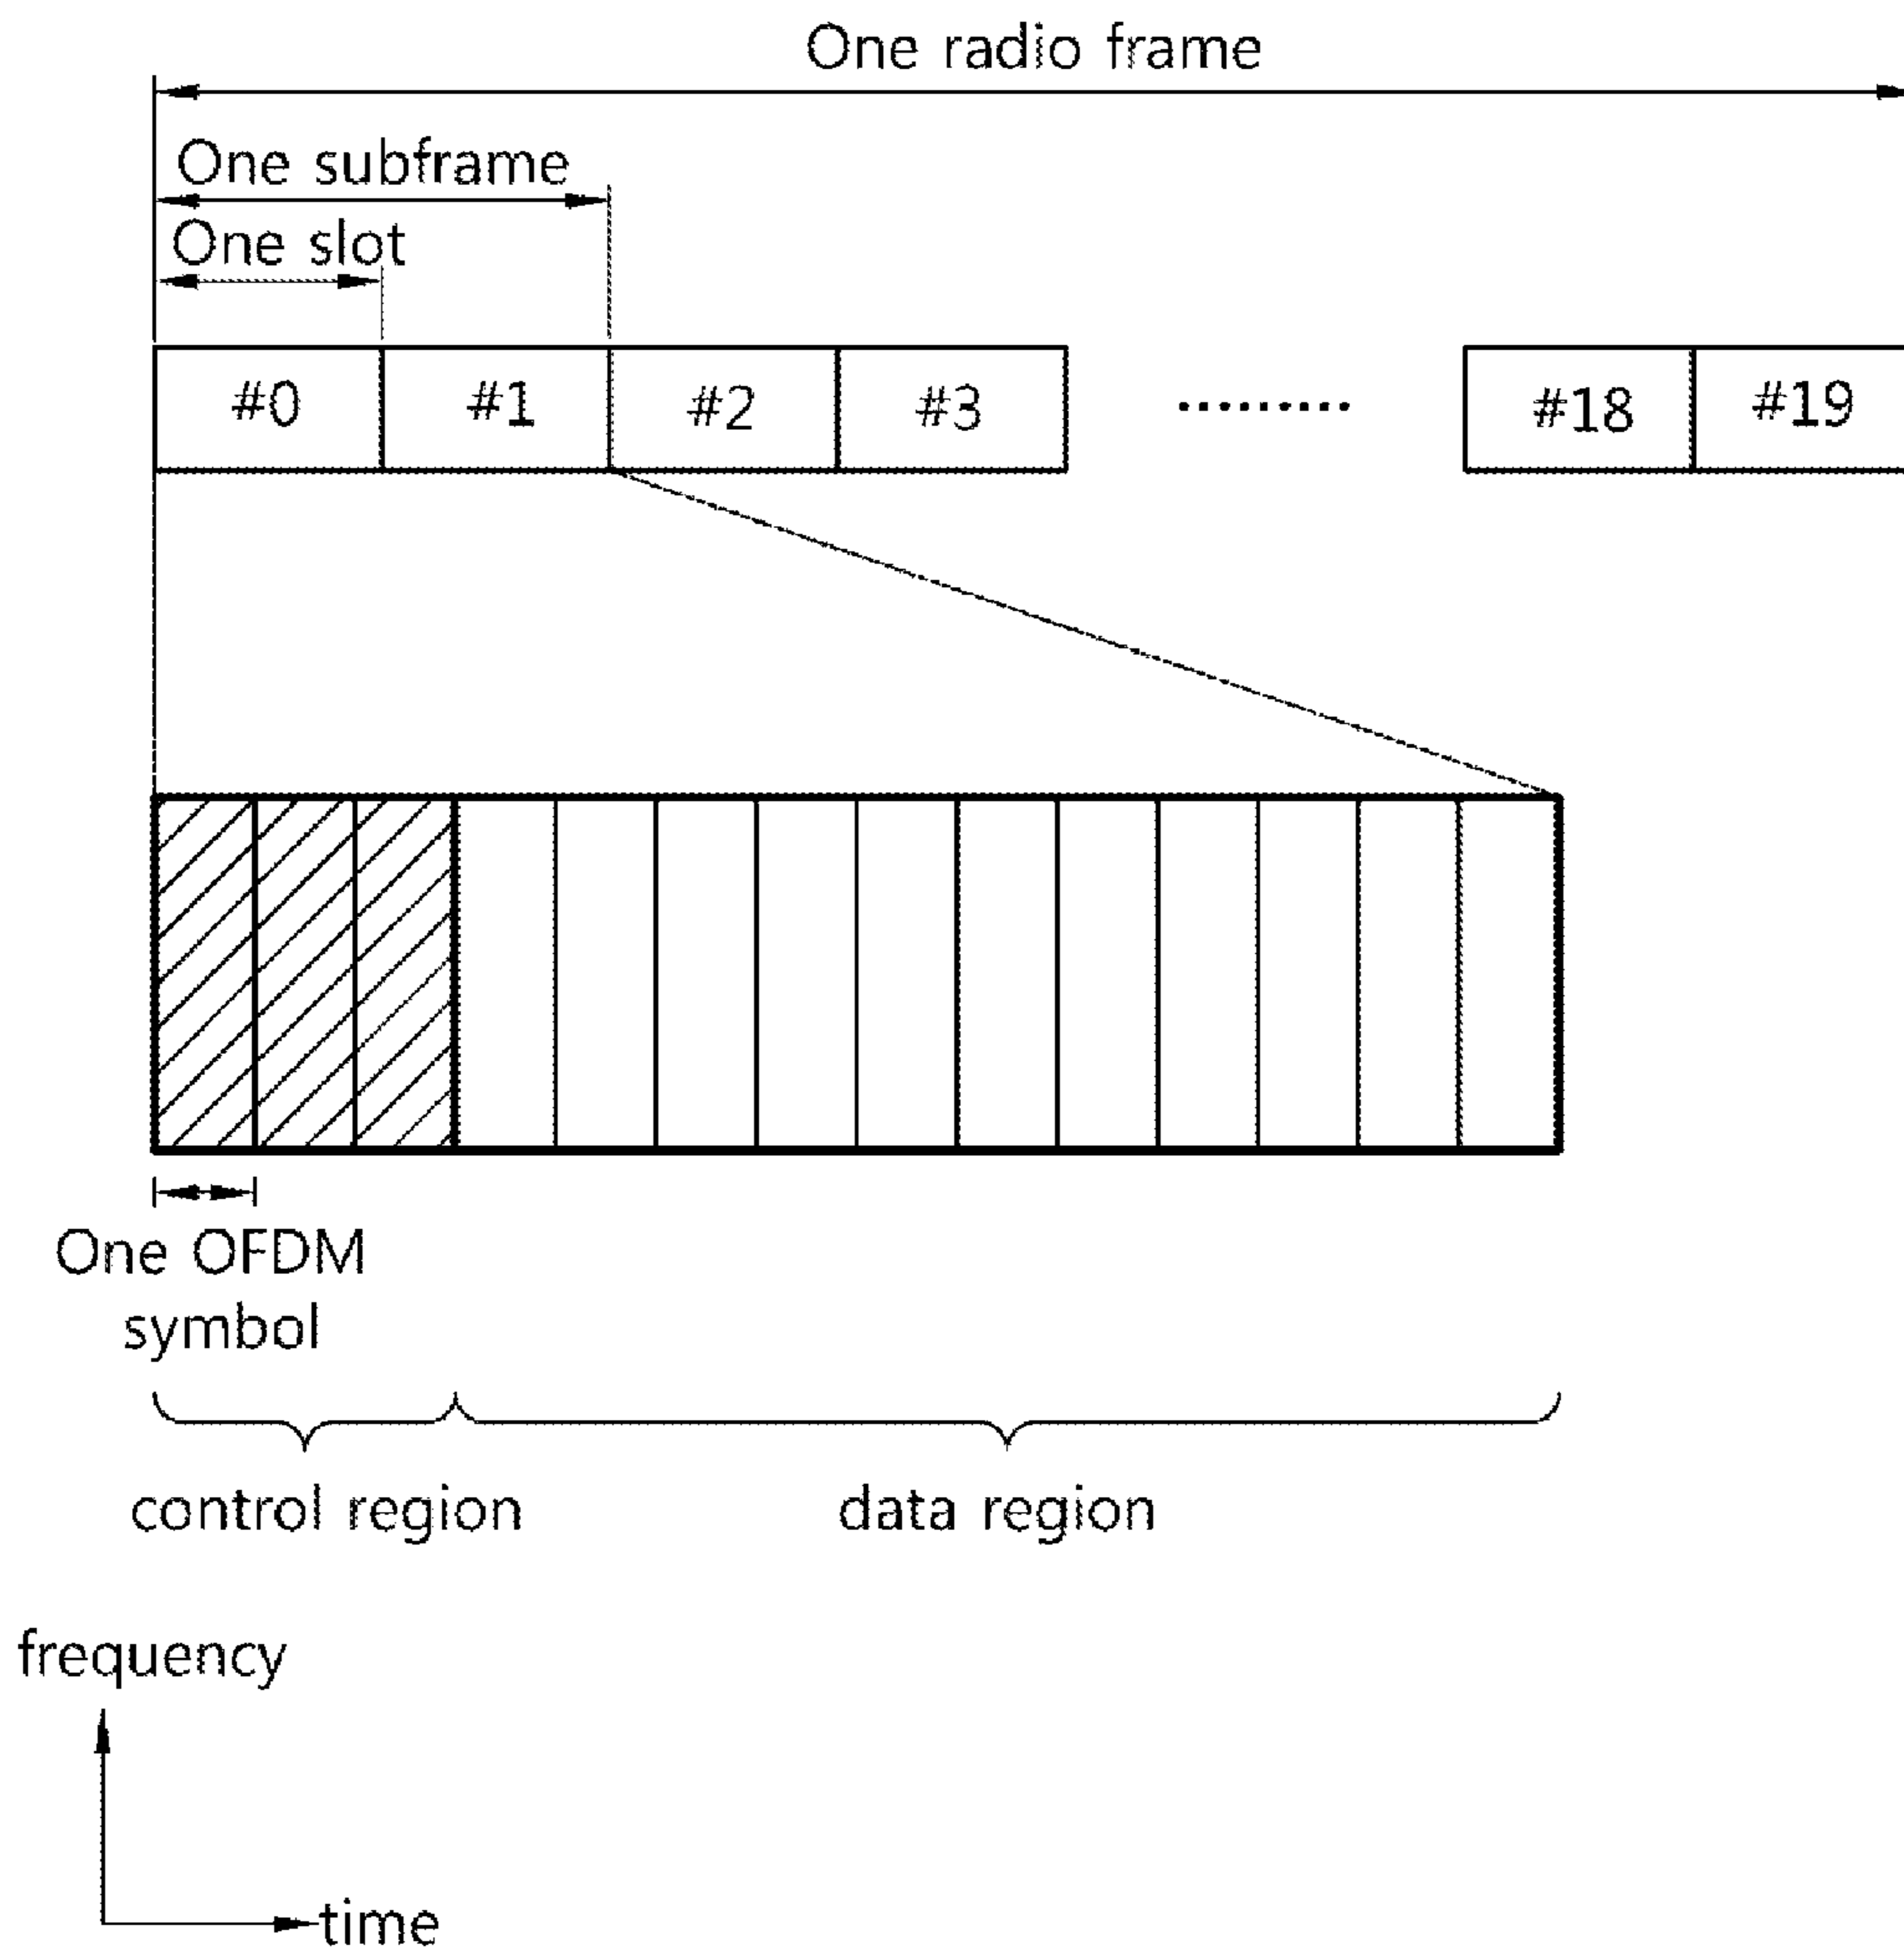 One radio frame
One subframe
One slot
#0 #1 #2 #3 ......... #18 #19
One OFDM
symbol
control region data region
frequency
time